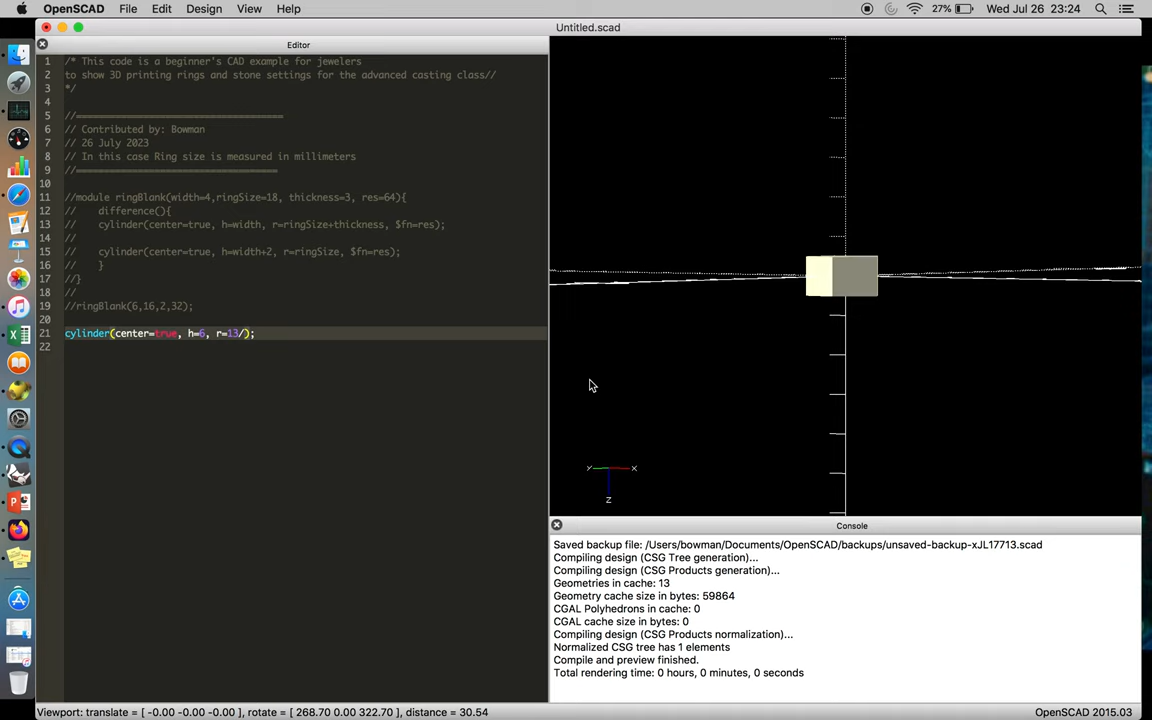 OpenSCAD File Edit Design View Help 27% Wed Jul 26 23:24
Untitled.scad
Editor
1 /* This code is a beginner's CAD example for jewelers
2 to show 3D printing rings and stone settings for the advanced casting class//
3 */
4
5 //==================================
6 // Contributed by: Bowman
7 // 26 July 2023
8 // In this case Ring size is measured in millimeters
9 //=================================
10
11 //module ringBlank(width=4,ringSize=18, thickness=3, res=64){
12 // difference(){
13 // cylinder(center=true, h=width, r=ringSize+thickness, $fn=res);
14 //
15 // cylinder(center=true, h=width+2, r=ringSize, $fn=res);
16 // }
17 //}
18 //
19 //ringBlank(6,16,2,32);
20
21 cylinder(center=true, h=6, r=13/);
22
Y X
Z
Console
Saved backup file: /Users/bowman/Documents/OpenSCAD/backups/unsaved-backup-xJL17713.scad
Compiling design (CSG Tree generation)...
Compiling design (CSG Products generation)...
Geometries in cache: 13
Geometry cache size in bytes: 59864
CGAL Polyhedrons in cache: 0
CGAL cache size in bytes: 0
Compiling design (CSG Products normalization)...
Normalized CSG tree has 1 elements
Compile and preview finished.
Total rendering time: 0 hours, 0 minutes, 0 seconds
Viewport: translate = [ -0.00 -0.00 -0.00 ], rotate = [ 268.70 0.00 322.70 ], distance = 30.54 OpenSCAD 2015.03